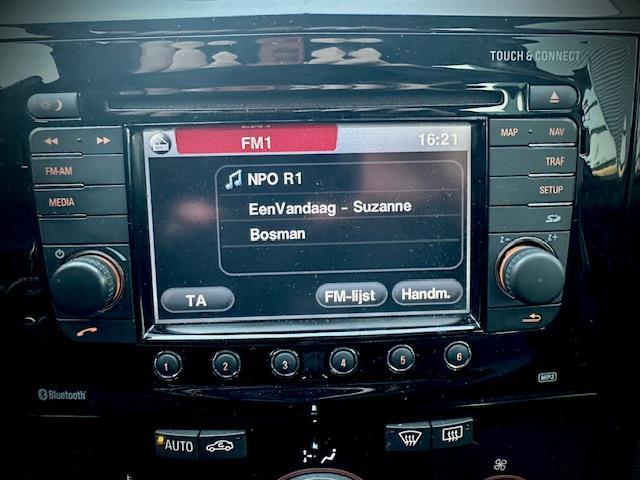 TOUCH & CONNECT
FM1
16:21
MAP
NAV
FM-AM
TRAF
NPO R1
MEDIA
SETUP
EenVandaag - Suzanne
Bosman
Z-
Z+
TA
FM-lijst
Handm.
1
2
3
4
5
6
Bluetooth
MP3
AUTO